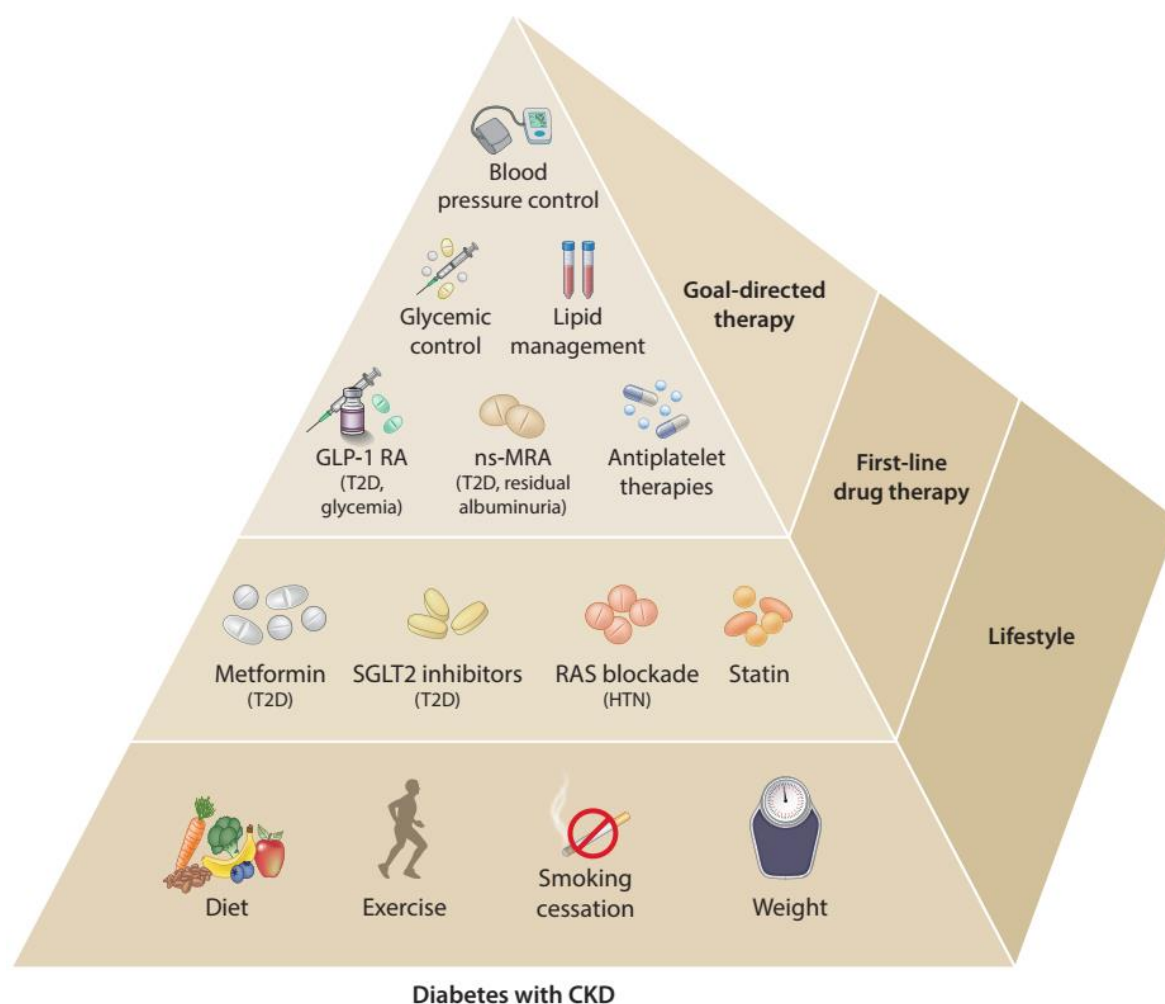 Blood
pressure control
Glycemic
control
Lipid
management
Goal-directed
therapy
GLP-1 RA
(T2D,
glycemia)
ns-MRA
(T2D, residual
albuminuria)
Antiplatelet
therapies
First-line
drug therapy
Metformin
(T2D)
SGLT2 inhibitors
(T2D)
RAS blockade
(HTN)
Statin
Lifestyle
Diet
Exercise
Smoking
cessation
Weight
Diabetes with CKD